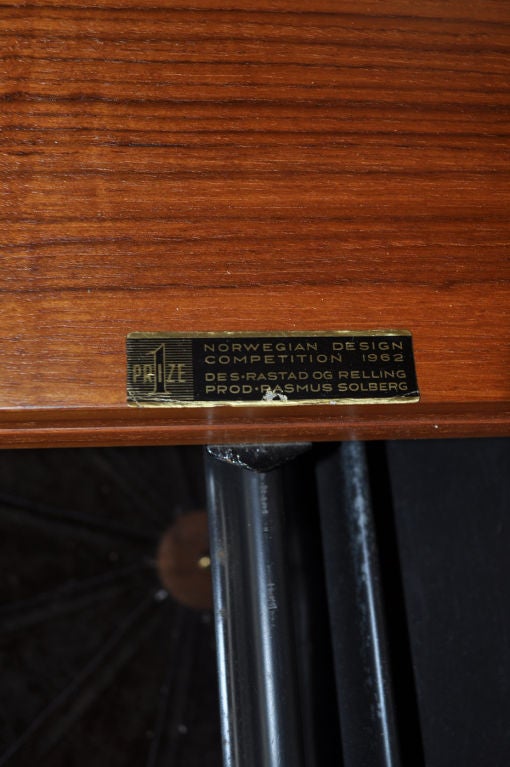 1 PRIZE
NORWEGIAN DESIGN
COMPETITION 1962
DES·RASTAD OG RELLING
PROD·RASMUS SOLBERG